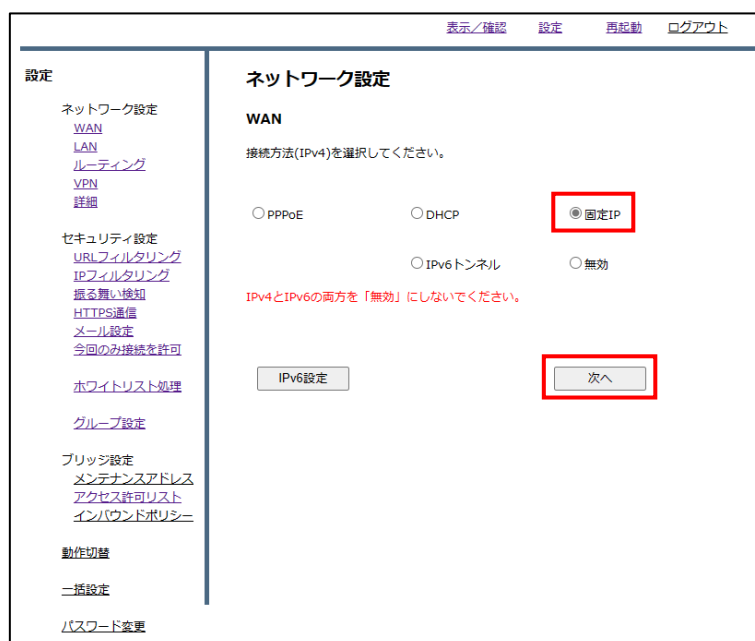 表示／確認 設定 再起動 ログアウト
設定
ネットワーク設定
WAN
LAN
ルーティング
VPN
詳細
セキュリティ設定
URLフィルタリング
IPフィルタリング
振る舞い検知
HTTPS通信
メール設定
今回のみ接続を許可
ホワイトリスト処理
グループ設定
ブリッジ設定
メンテナンスアドレス
アクセス許可リスト
インバウンドポリシー
動作切替
一括設定
パスワード変更
ネットワーク設定
WAN
接続方法(IPv4)を選択してください。
PPPoE DHCP 固定IP
IPv6トンネル 無効
IPv4とIPv6の両方を「無効」にしないでください。
IPv6設定 次へ